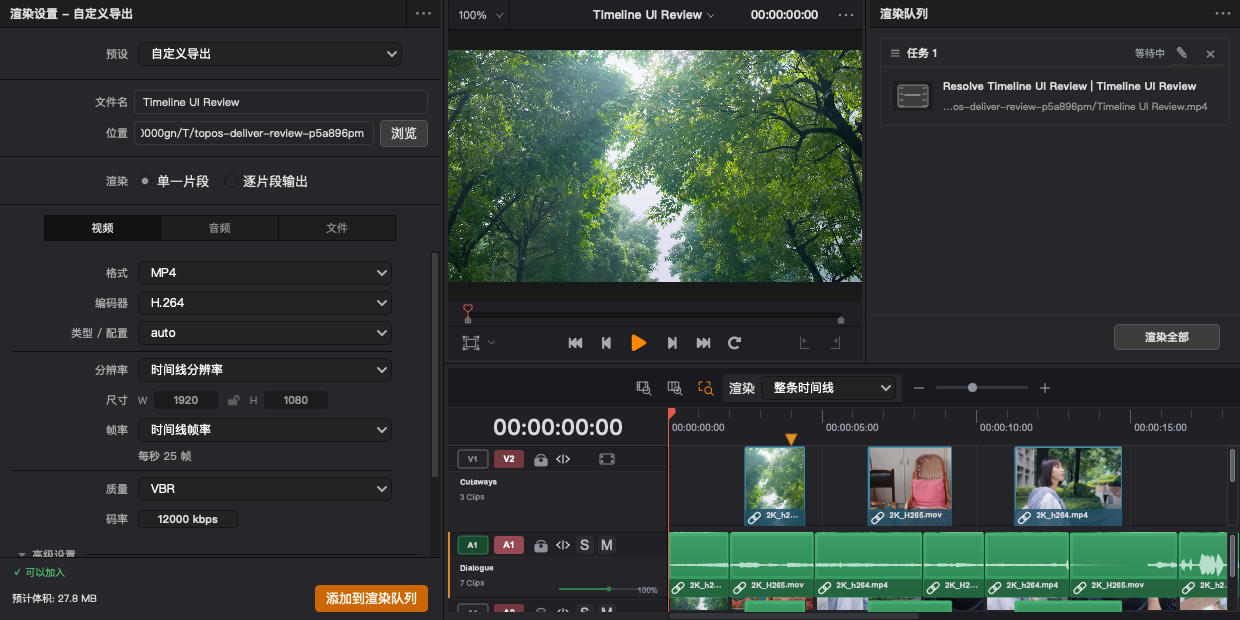 渲染设置 – 自定义导出
预设
自定义导出
文件名
Timeline UI Review
位置
000gn/T/topos-deliver-review-p5a896pm
浏览
渲染
单一片段
逐片段输出
视频
音频
文件
格式
MP4
编码器
H.264
类型 / 配置
auto
分辨率
时间线分辨率
尺寸
W
1920
H
1080
帧率
时间线帧率
每秒 25 帧
质量
VBR
码率
12000 kbps
高级设置
✓ 可以加入
预计体积: 27.8 MB
添加到渲染队列
100%
Timeline UI Review
00:00:00:00
渲染队列
任务 1
等待中
Resolve Timeline UI Review | Timeline UI Review
...os-deliver-review-p5a896pm/Timeline UI Review.mp4
渲染全部
渲染
整条时间线
00:00:00:00
00:00:00:00
00:00:05:00
00:00:10:00
00:00:15:00
V1
V2
Cutaways
3 Clips
2K_h2...
2K_H265.mov
2K_h264.mp4
A1
A1
S
M
Dialogue
7 Clips
100%
2K_h2...
2K_H265.mov
2K_h264.mp4
2K_H2...
2K_h264.mp4
2K_H265.mov
2K_h2.
S
M